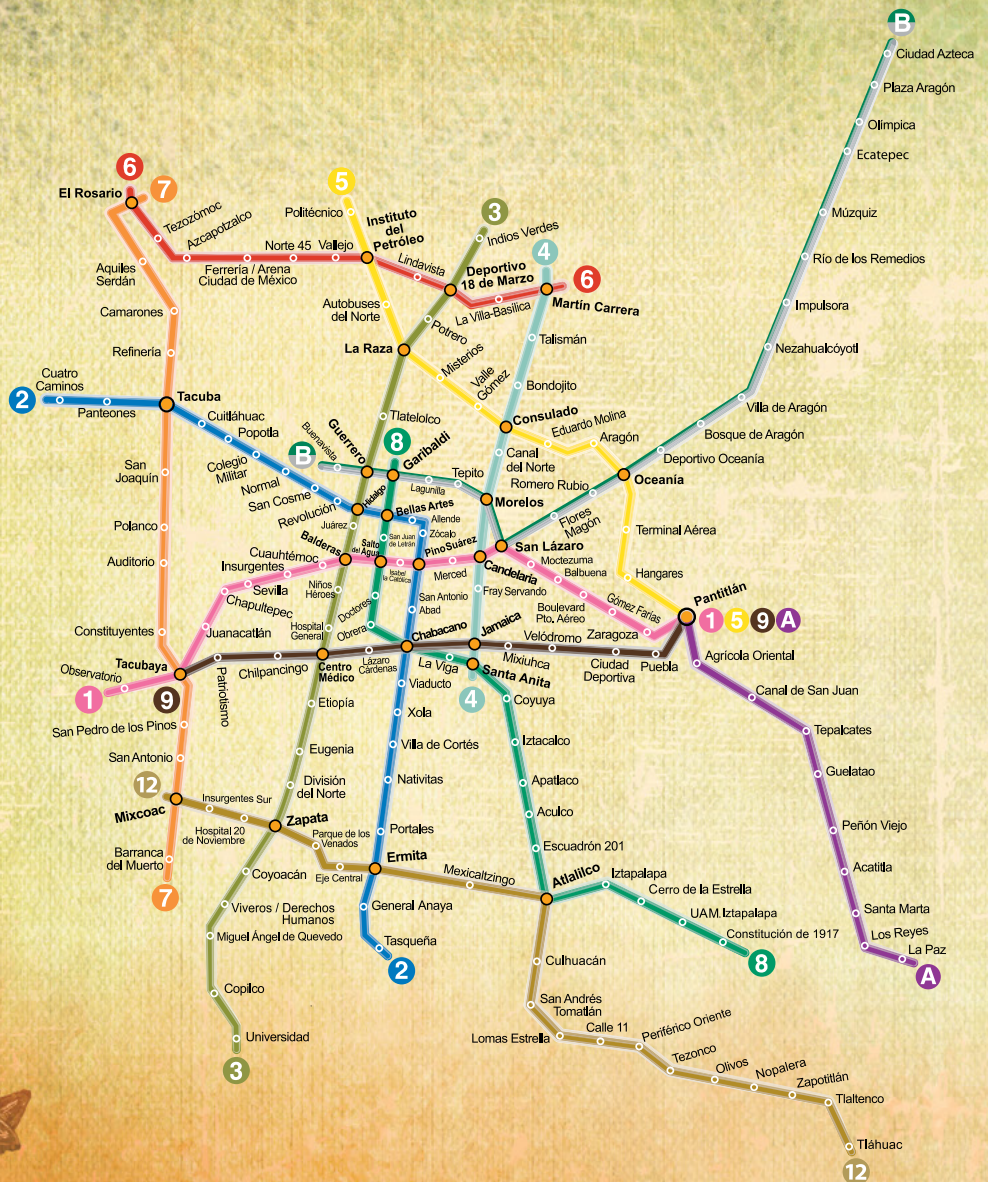 B
Ciudad Azteca
Plaza Aragón
Olímpica
Ecatepec
Múzquiz
Río de los Remedios
Impulsora
Nezahualcóyotl
Villa de Aragón
Bosque de Aragón
Deportivo Oceanía
Oceanía
Romero Rubio
Flores
Magón
San Lázaro
Morelos
Tepito
Lagunilla
Garibaldi
Guerrero
Buenavista
B
6
El Rosario
Tezozómoc
Azcapotzalco
Ferrería / Arena
Ciudad de México
Norte 45
Vallejo
Instituto
del
Petróleo
Lindavista
Deportivo
18 de Marzo
La Villa-Basilica
Martín Carrera
6
7
Aquiles
Serdán
Camarones
Refinería
Tacuba
San
Joaquín
Polanco
Auditorio
Constituyentes
Tacubaya
San Pedro de los Pinos
San Antonio
Mixcoac
Barranca
del Muerto
7
5
Politécnico
Autobuses
del Norte
La Raza
Misterios
Valle
Gómez
Consulado
Eduardo Molina
Aragón
Terminal Aérea
Hangares
Pantitlán
1
5
9
A
3
Indios Verdes
Potrero
Tlatelolco
Hidalgo
Juárez
Balderas
Niños
Héroes
Hospital
General
Centro
Médico
Etiopía
Eugenia
División
del Norte
Zapata
Coyoacán
Viveros / Derechos
Humanos
Miguel Ángel de Quevedo
Copilco
Universidad
3
4
Talismán
Bondojito
Canal
del Norte
Candelaria
Fray Servando
Jamaica
Santa Anita
4
2
Cuatro
Caminos
Panteones
Cuitláhuac
Popotla
Colegio
Militar
Normal
San Cosme
Revolución
Bellas Artes
Allende
Zócalo
Pino Suárez
San Antonio
Abad
Chabacano
Viaducto
Xola
Villa de Cortés
Nativitas
Portales
Ermita
General Anaya
Tasqueña
2
8
San Juan
de Letrán
Salto
del Agua
Doctores
Obrera
La Viga
Coyuya
Iztacalco
Apatlaco
Aculco
Escuadrón 201
Atlalilco
Iztapalapa
Cerro de la Estrella
UAM.Iztapalapa
Constitución de 1917
8
1
Observatorio
Juanacatlán
Chapultepec
Sevilla
Insurgentes
Cuauhtémoc
Isabel
la Católica
Merced
Moctezuma
Balbuena
Boulevard
Pto. Aéreo
Gómez Farias
Zaragoza
9
Patriotismo
Chilpancingo
Lázaro
Cárdenas
Mixiuhca
Velódromo
Ciudad
Deportiva
Puebla
Agrícola Oriental
Canal de San Juan
Tepalcates
Guelatao
Peñón Viejo
Acatitla
Santa Marta
Los Reyes
La Paz
A
12
Insurgentes Sur
Hospital 20
de Noviembre
Parque de los
Venados
Eje Central
Mexicaltzingo
Culhuacán
San Andrés
Tomatlán
Lomas Estrella
Calle 11
Periférico Oriente
Tezonco
Olivos
Nopalera
Zapotitlán
Tlaltenco
Tláhuac
12